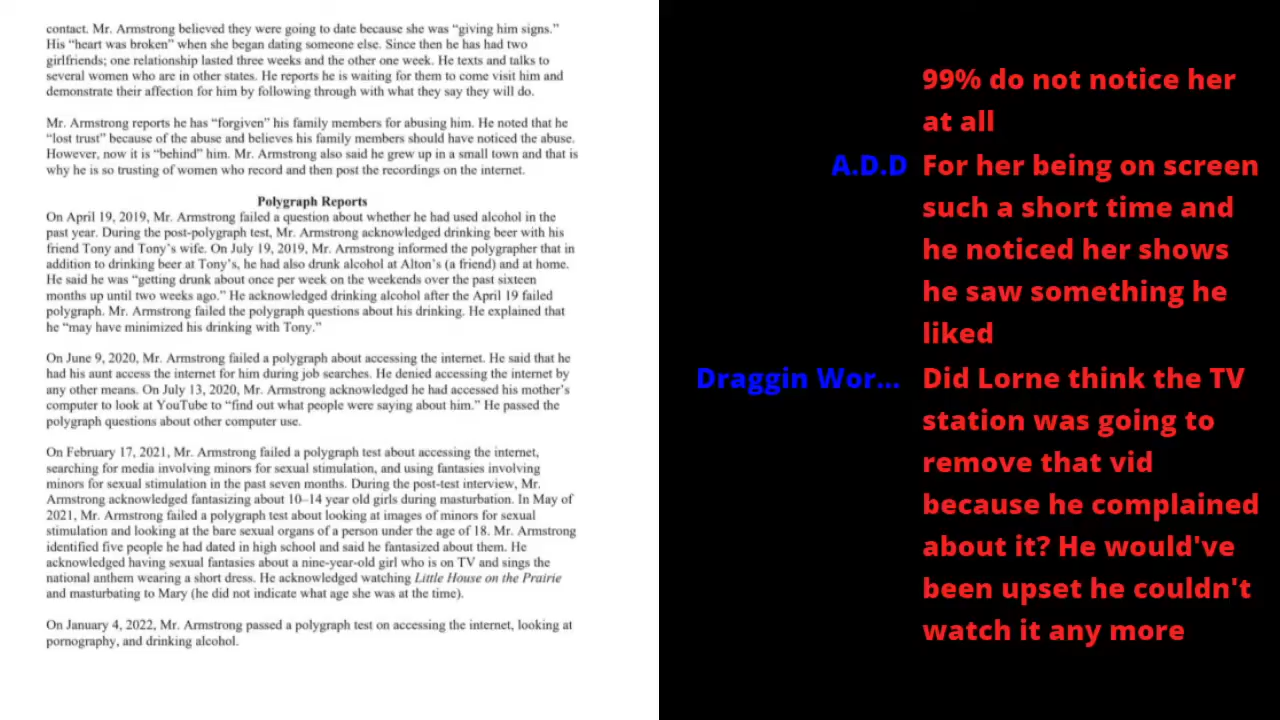 contact. Mr. Armstrong believed they were going to date because she was “giving him signs.”
His “heart was broken” when she began dating someone else. Since then he has had two
girlfriends; one relationship lasted three weeks and the other one week. He texts and talks to
several women who are in other states. He reports he is waiting for them to come visit him and
demonstrate their affection for him by following through with what they say they will do.
Mr. Armstrong reports he has “forgiven” his family members for abusing him. He noted that he
“lost trust” because of the abuse and believes his family members should have noticed the abuse.
However, now it is “behind” him. Mr. Armstrong also said he grew up in a small town and that is
why he is so trusting of women who record and then post the recordings on the internet.
Polygraph Reports
On April 19, 2019, Mr. Armstrong failed a question about whether he had used alcohol in the
past year. During the post-polygraph test, Mr. Armstrong acknowledged drinking beer with his
friend Tony and Tony’s wife. On July 19, 2019, Mr. Armstrong informed the polygrapher that in
addition to drinking beer at Tony’s, he had also drunk alcohol at Alton’s (a friend) and at home.
He said he was “getting drunk about once per week on the weekends over the past sixteen
months up until two weeks ago.” He acknowledged drinking alcohol after the April 19 failed
polygraph. Mr. Armstrong failed the polygraph questions about his drinking. He explained that
he “may have minimized his drinking with Tony.”
On June 9, 2020, Mr. Armstrong failed a polygraph about accessing the internet. He said that he
had his aunt access the internet for him during job searches. He denied accessing the internet by
any other means. On July 13, 2020, Mr. Armstrong acknowledged he had accessed his mother’s
computer to look at YouTube to “find out what people were saying about him.” He passed the
polygraph questions about other computer use.
On February 17, 2021, Mr. Armstrong failed a polygraph test about accessing the internet,
searching for media involving minors for sexual stimulation, and using fantasies involving
minors for sexual stimulation in the past seven months. During the post-test interview, Mr.
Armstrong acknowledged fantasizing about 10–14 year old girls during masturbation. In May of
2021, Mr. Armstrong failed a polygraph test about looking at images of minors for sexual
stimulation and looking at the bare sexual organs of a person under the age of 18. Mr. Armstrong
identified five people he had dated in high school and said he fantasized about them. He
acknowledged having sexual fantasies about a nine-year-old girl who is on TV and sings the
national anthem wearing a short dress. He acknowledged watching Little House on the Prairie
and masturbating to Mary (he did not indicate what age she was at the time).
On January 4, 2022, Mr. Armstrong passed a polygraph test on accessing the internet, looking at
pornography, and drinking alcohol.
99% do not notice her
at all
A.D.D For her being on screen
such a short time and
he noticed her shows
he saw something he
liked
Draggin Wor... Did Lorne think the TV
station was going to
remove that vid
because he complained
about it? He would've
been upset he couldn't
watch it any more